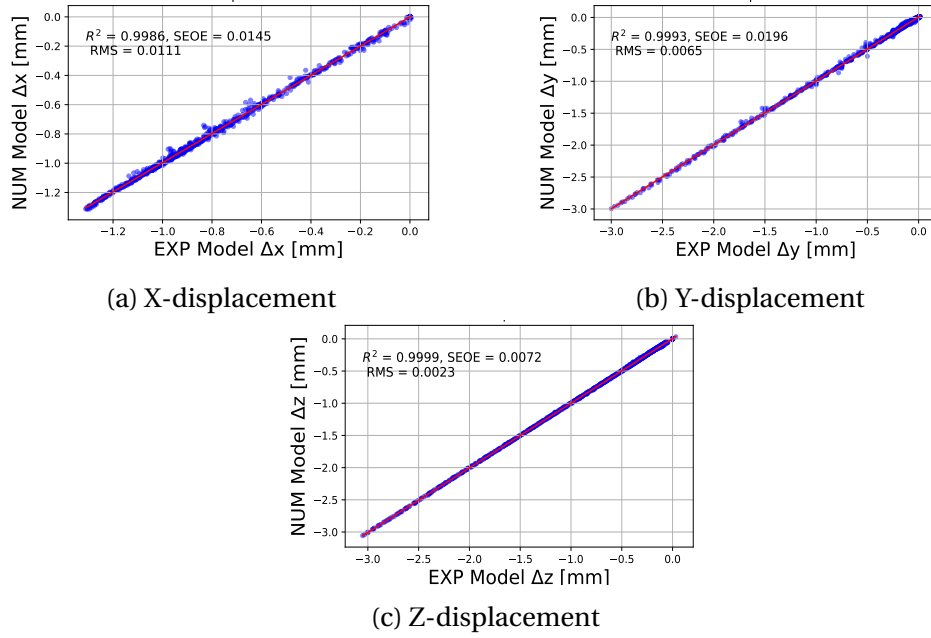 R² = 0.9986, SEOE = 0.0145
RMS = 0.0111
NUM Model Δx [mm]
0.0
−0.2
−0.4
−0.6
−0.8
−1.0
−1.2
−1.2
−1.0
−0.8
−0.6
−0.4
−0.2
0.0
EXP Model Δx [mm]
(a) X-displacement
R² = 0.9993, SEOE = 0.0196
RMS = 0.0065
NUM Model Δy [mm]
0.0
−0.5
−1.0
−1.5
−2.0
−2.5
−3.0
−3.0
−2.5
−2.0
−1.5
−1.0
−0.5
0.0
EXP Model Δy [mm]
(b) Y-displacement
R² = 0.9999, SEOE = 0.0072
RMS = 0.0023
NUM Model Δz [mm]
0.0
−0.5
−1.0
−1.5
−2.0
−2.5
−3.0
−3.0
−2.5
−2.0
−1.5
−1.0
−0.5
0.0
EXP Model Δz [mm]
(c) Z-displacement